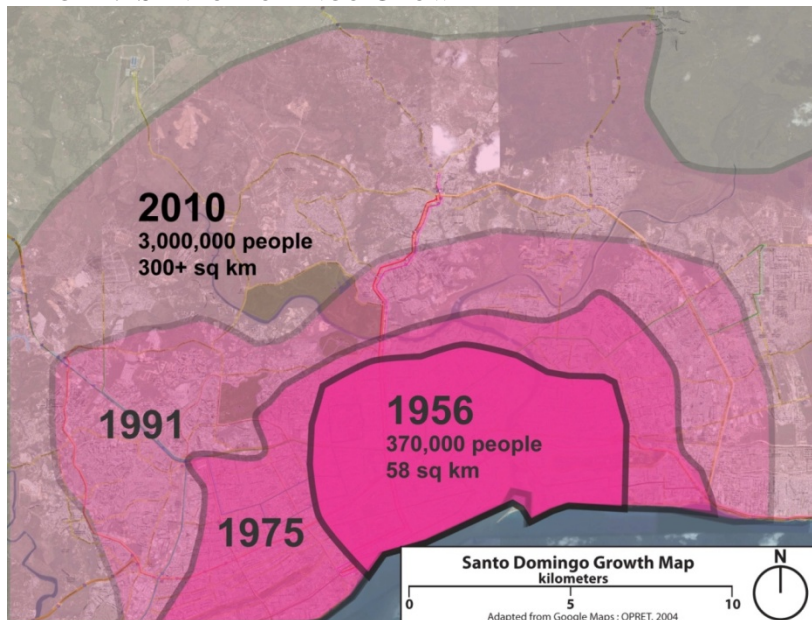 2010
3,000,000 people
300+ sq km
1991
1956
370,000 people
58 sq km
1975
Santo Domingo Growth Map
kilometers
0 5 10
Adapted from Google Maps : OPRET, 2004
N